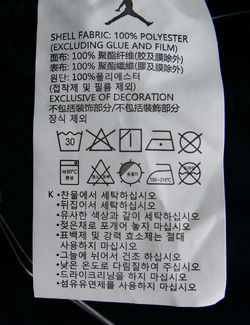 SHELL FABRIC: 100% POLYESTER
(EXCLUDING GLUE AND FILM)
面布: 100% 聚酯纤维(胶及膜除外)
表布: 100% 聚酯纖維(膠及膜除外)
원단: 100%폴리에스터
(접착제 및 필름 제외)
EXCLUSIVE OF DECORATION
不包括装饰部分/不包括裝飾部分
장식 제외
30
180~210℃
K • 찬물에서 세탁하십시오
• 뒤집어서 세탁하십시오
• 유사한 색상과 같이 세탁하십시오
• 젖은채로 포개어 놓지 마십시오
• 표백제 및 강력 효소제는 절대
사용하지 마십시오
• 그늘에 뉘어서 건조 하십시오
• 낮은 온도로 다림질하여 주십시오
• 드라이크리닝을 하지 마십시오
• 섬유유연제를 사용하지 마십시오